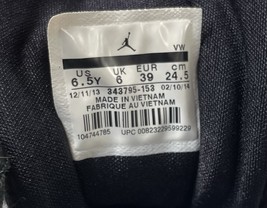 VW
US UK EUR cm
6.5Y 6 39 24.5
12/11/13 343795-153 02/10/14
MADE IN VIETNAM
FABRIQUE AU VIETNAM
104744785 UPC 00823229599229